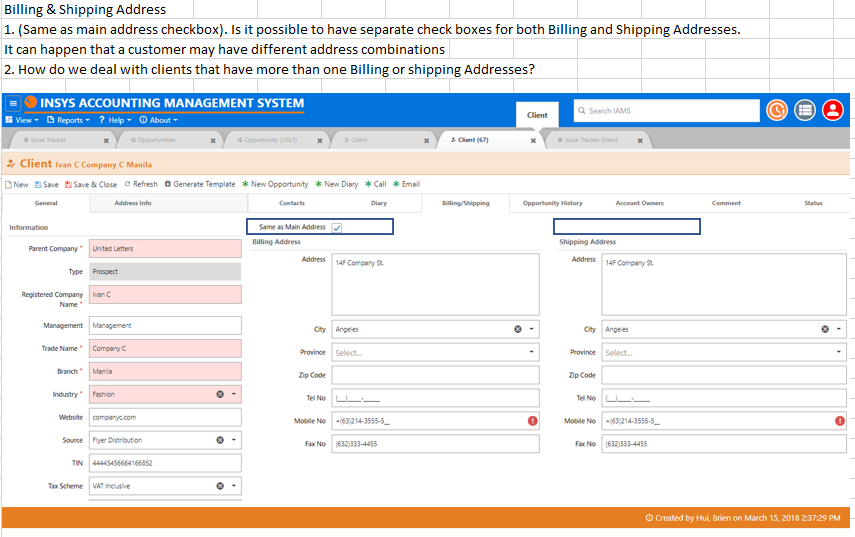 Billing & Shipping Address
1. (Same as main address checkbox). Is it possible to have separate check boxes for both Billing and Shipping Addresses.
It can happen that a customer may have different address combinations
2. How do we deal with clients that have more than one Billing or shipping Addresses?
INSYS ACCOUNTING MANAGEMENT SYSTEM
View Reports Help About
Client
Search IAMS
Issue Tracker Opportunities Opportunity (1021) Client Client (67) Issue Tracker (New)
Client Ivan C Company C Manila
New Save Save & Close Refresh Generate Template New Opportunity New Diary Call Email
General Address Info Contacts Diary Billing/Shipping Opportunity History Account Owners Comment Status
Information
Parent Company * United Letters
Type Prospect
Registered Company Name * Ivan C
Management Management
Trade Name * Company C
Branch * Manila
Industry * Fashion
Website companyc.com
Source Flyer Distribution
TIN 44445456664166852
Tax Scheme VAT Inclusive
Same as Main Address
Billing Address
Address 14F Company St.
City Angeles
Province Select...
Zip Code
Tel No (__)___-____
Mobile No +(63)214-3555-5__
Fax No (632)333-4455
Shipping Address
Address 14F Company St.
City Angeles
Province Select...
Zip Code
Tel No (__)___-____
Mobile No +(63)214-3555-5__
Fax No (632)333-4455
Created by Hui, Brien on March 15, 2018 2:37:29 PM